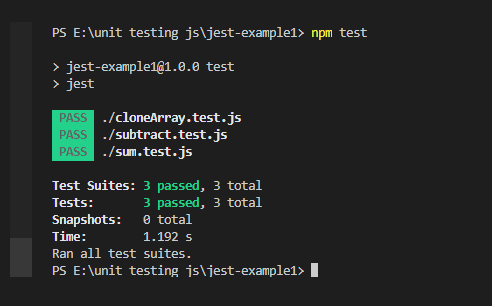 PS E:\unit testing js\jest-example1> npm test
> jest-example1@1.0.0 test
> jest
PASS ./cloneArray.test.js
PASS ./subtract.test.js
PASS ./sum.test.js
Test Suites: 3 passed, 3 total
Tests: 3 passed, 3 total
Snapshots: 0 total
Time: 1.192 s
Ran all test suites.
PS E:\unit testing js\jest-example1>